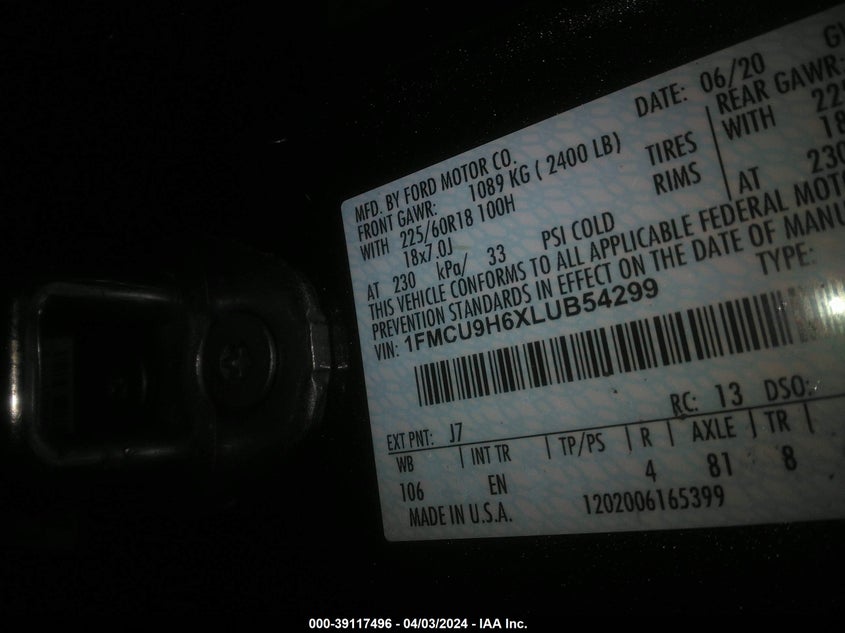 DATE: 06/20
MFD. BY FORD MOTOR CO.
FRONT GAWR: 1089 KG ( 2400 LB)
REAR GAWR:
WITH 225/60R18 100H TIRES
WITH
18x7.0J RIMS
AT 230 kPa/ 33 PSI COLD
AT 230
THIS VEHICLE CONFORMS TO ALL APPLICABLE FEDERAL
PREVENTION STANDARDS IN EFFECT ON THE DATE OF
VIN: 1FMCU9H6XLUB54299
TYPE:
EXT PNT: J7 RC: 13 DSO:
WB | INT TR | TP/PS | R | AXLE | TR |
106 EN 4 81 8
MADE IN U.S.A. 1202006165399
000-39117496 - 04/03/2024 - IAA Inc.